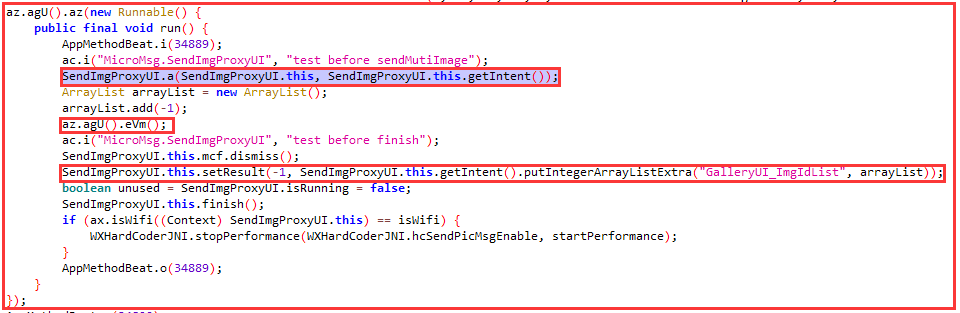 az.agU().az(new Runnable() {
    public final void run() {
        AppMethodBeat.i(34889);
        ac.i("MicroMsg.SendImgProxyUI", "test before sendMutiImage");
        SendImgProxyUI.a(SendImgProxyUI.this, SendImgProxyUI.this.getIntent());
        ArrayList arrayList = new ArrayList();
        arrayList.add(-1);
        az.agU().eVm();
        ac.i("MicroMsg.SendImgProxyUI", "test before finish");
        SendImgProxyUI.this.mcf.dismiss();
        SendImgProxyUI.this.setResult(-1, SendImgProxyUI.this.getIntent().putIntegerArrayListExtra("GalleryUI_ImgIdList", arrayList));
        boolean unused = SendImgProxyUI.isRunning = false;
        SendImgProxyUI.this.finish();
        if (ax.isWifi((Context) SendImgProxyUI.this) == isWifi) {
            WXHardCoderJNI.stopPerformance(WXHardCoderJNI.hcSendPicMsgEnable, startPerformance);
        }
        AppMethodBeat.o(34889);
    }
});